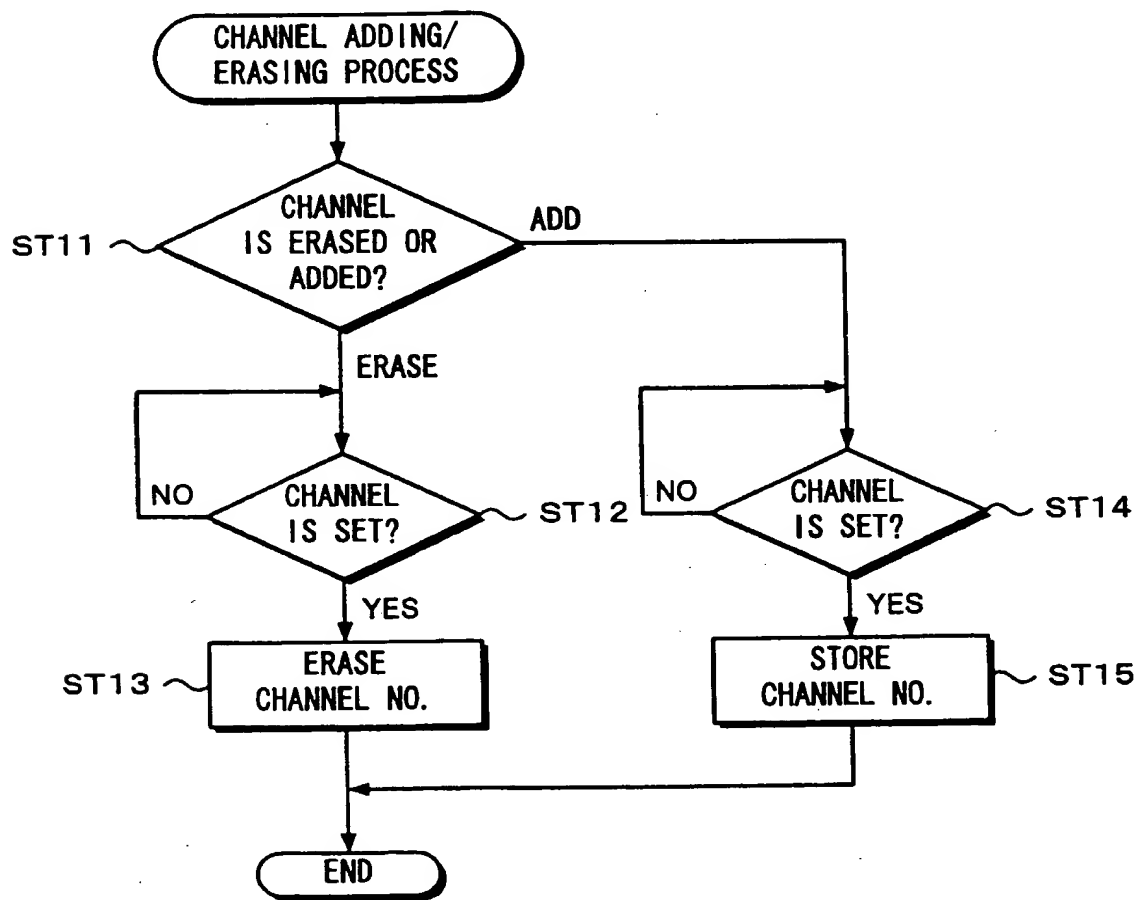 CHANNEL ADDING/
ERASING PROCESS
CHANNEL
IS ERASED OR
ADDED?
ST11
ADD
ERASE
NO
CHANNEL
IS SET?
ST12
NO
CHANNEL
IS SET?
ST14
YES
YES
ST13
ERASE
CHANNEL NO.
STORE
CHANNEL NO.
ST15
END